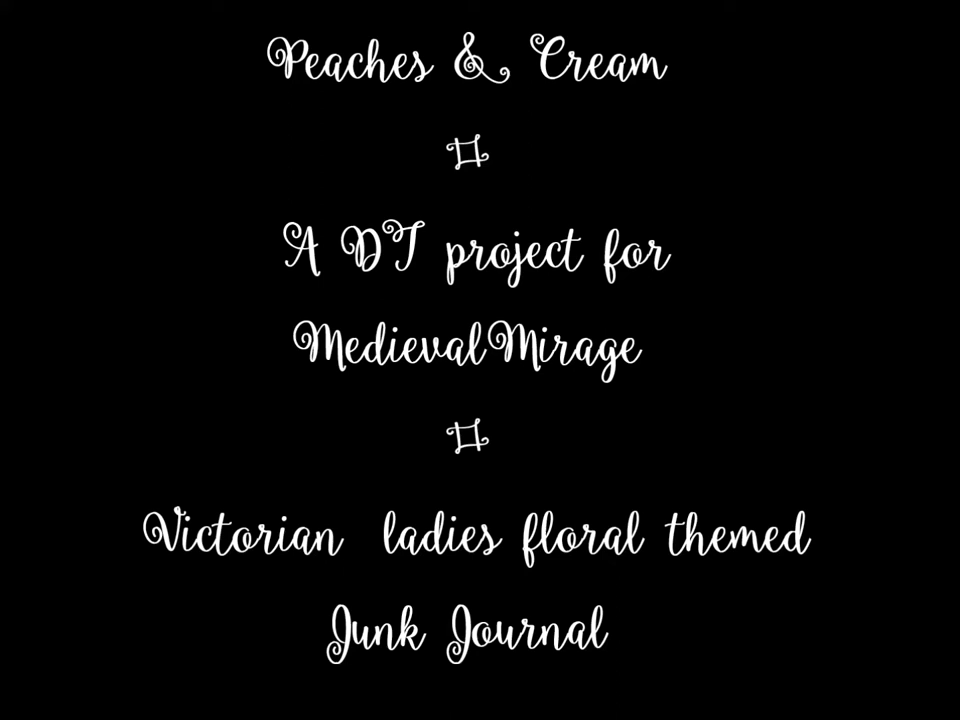 Peaches & Cream
¤
A DT project for
MedievalMirage
¤
Victorian ladies floral themed
Junk Journal